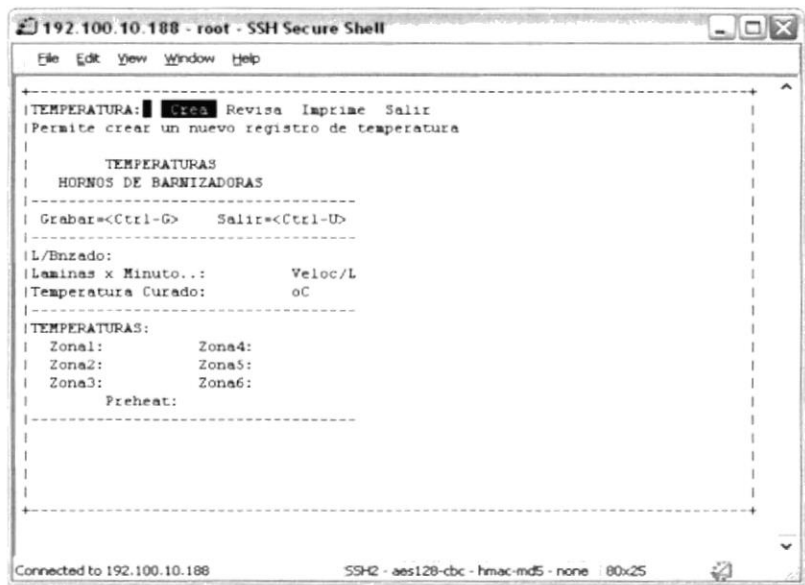 192.100.10.188 - root - SSH Secure Shell
File Edit View Window Help
TEMPERATURA: Crea Revisa Imprime Salir
Permite crear un nuevo registro de temperatura
TEMPERATURAS
HORNOS DE BARNIZADORAS
Grabar=<Ctrl-G> Salir=<Ctrl-U>
L/Bnzado:
Laminas x Minuto..: Veloc/L
Temperatura Curado: oC
TEMPERATURAS:
Zona1: Zona4:
Zona2: Zona5:
Zona3: Zona6:
Preheat:
Connected to 192.100.10.188 SSH2 - aes128-cbc - hmac-md5 - none 80x25